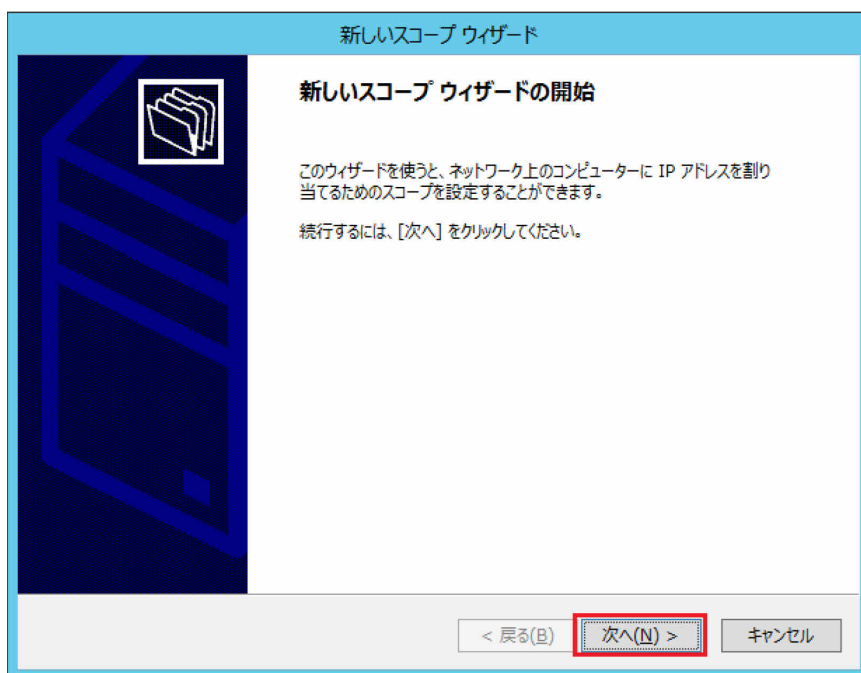 新しいスコープ ウィザード
新しいスコープ ウィザードの開始
このウィザードを使うと、ネットワーク上のコンピューターに IP アドレスを割り
当てるためのスコープを設定することができます。
続行するには、[次へ] をクリックしてください。
< 戻る(B)
次へ(N) >
キャンセル